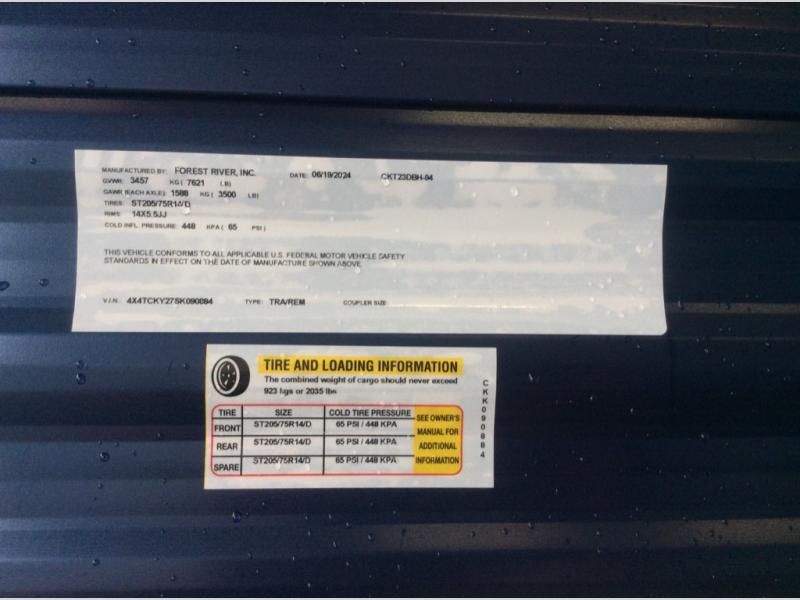 MANUFACTURED BY: FOREST RIVER, INC. DATE: 06/19/2024 CKT23DBH-94
GVWR: 3457 KG ( 7621 LB)
GAWR (EACH AXLE): 1588 KG ( 3500 LB)
TIRES: ST205/75R14/D
RIMS: 14X5.5JJ
COLD INFL. PRESSURE: 448 KPA ( 65 PSI )
THIS VEHICLE CONFORMS TO ALL APPLICABLE U.S. FEDERAL MOTOR VEHICLE SAFETY
STANDARDS IN EFFECT ON THE DATE OF MANUFACTURE SHOWN ABOVE.
V.I.N.: 4X4TCKY27SK090884 TYPE: TRA/REM COUPLER SIZE:
TIRE AND LOADING INFORMATION
The combined weight of cargo should never exceed
923 kgs or 2035 lbs
TIRE SIZE COLD TIRE PRESSURE
FRONT ST205/75R14/D 65 PSI / 448 KPA
REAR ST205/75R14/D 65 PSI / 448 KPA
SPARE ST205/75R14/D 65 PSI / 448 KPA
SEE OWNER'S
MANUAL FOR
ADDITIONAL
INFORMATION
CKK090884